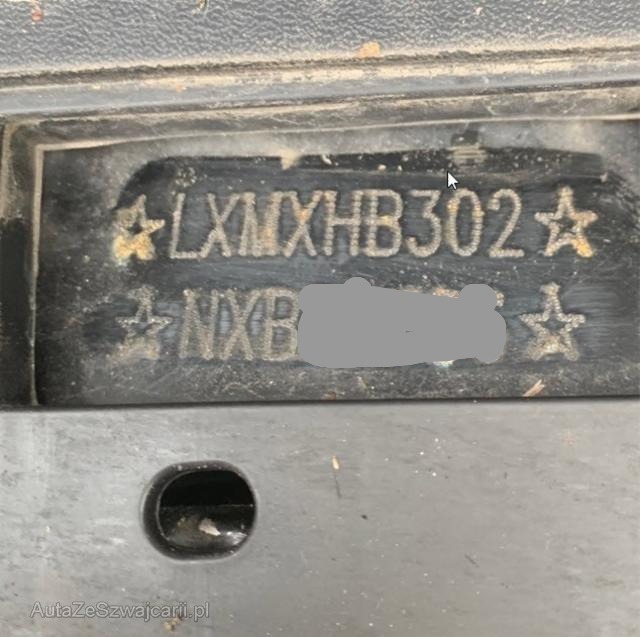 ☆LXMXHB302☆
☆NXB ☆
AutaZeSzwajcarii.pl